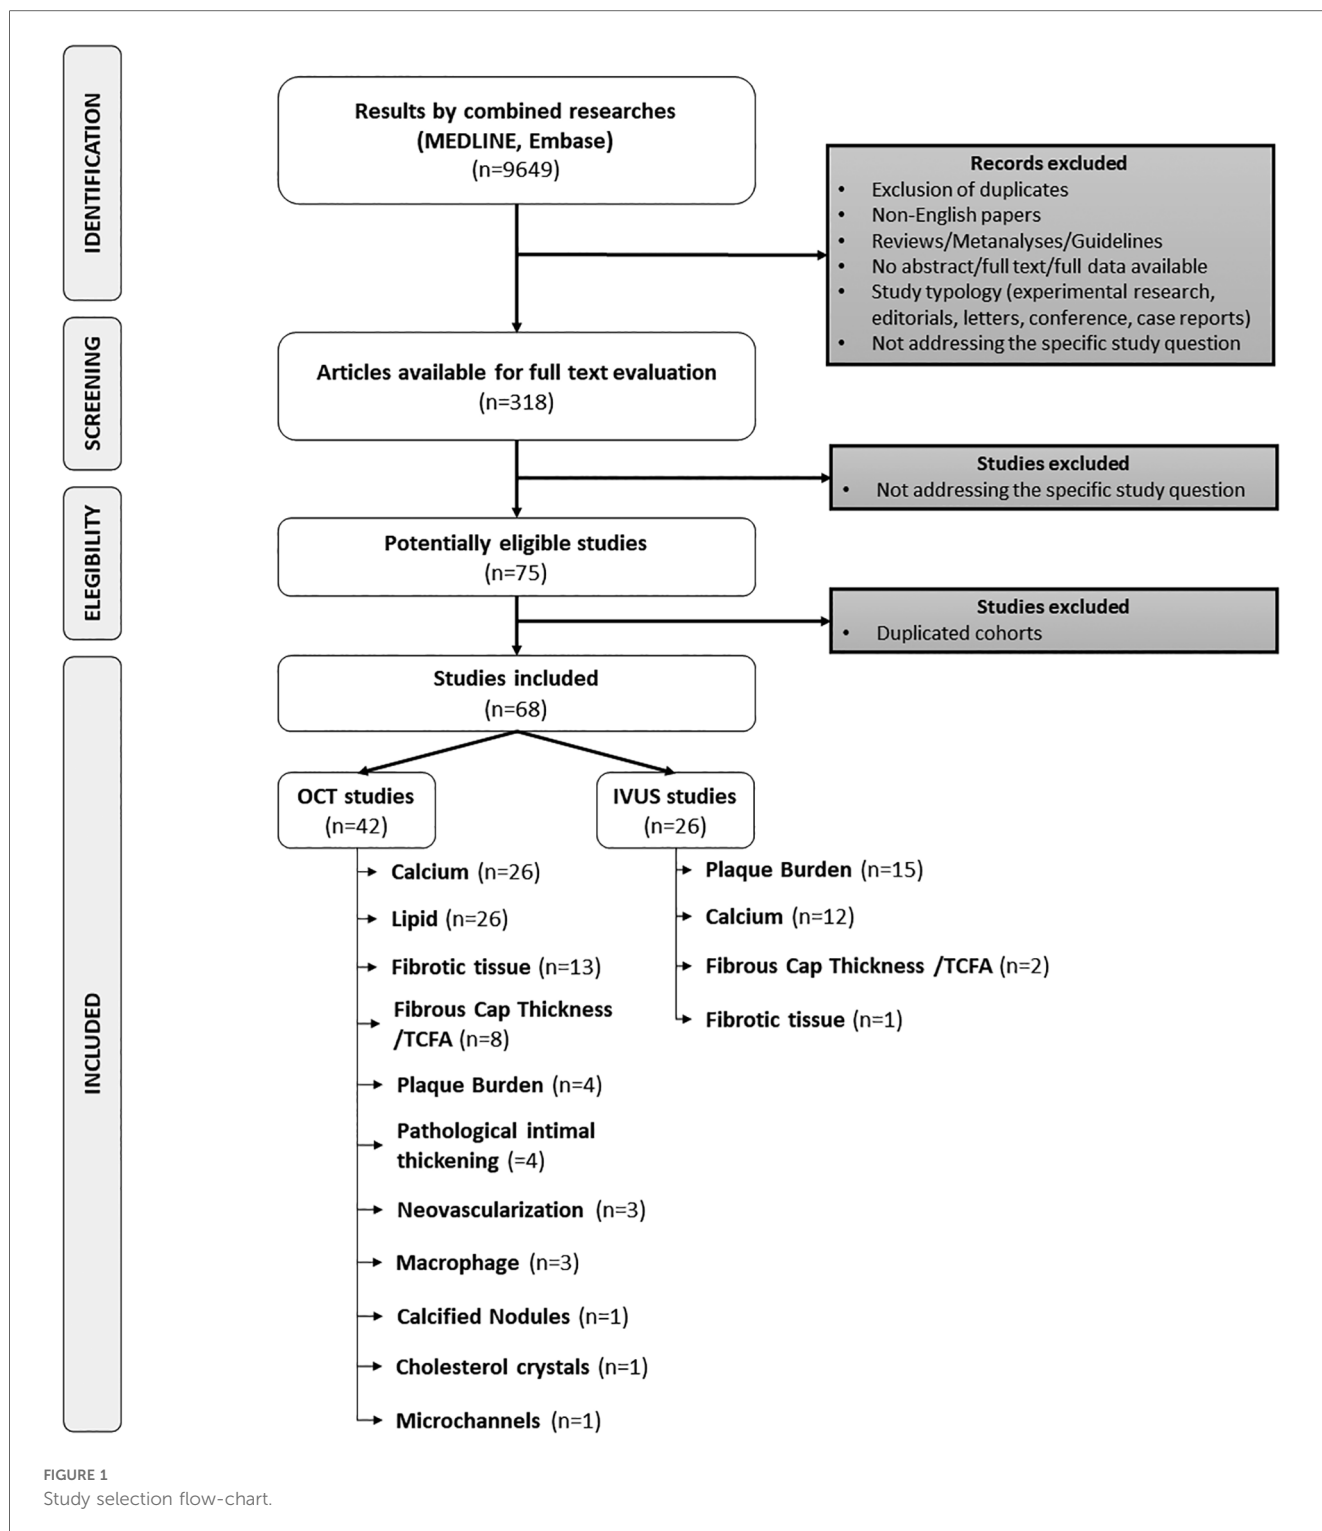 IDENTIFICATION
Results by combined researches
(MEDLINE, Embase)
(n=9649)
Records excluded
• Exclusion of duplicates
• Non-English papers
• Reviews/Metanalyses/Guidelines
• No abstract/full text/full data available
• Study typology (experimental research,
editorials, letters, conference, case reports)
• Not addressing the specific study question
SCREENING
Articles available for full text evaluation
(n=318)
Studies excluded
• Not addressing the specific study question
ELEGIBILITY
Potentially eligible studies
(n=75)
Studies excluded
• Duplicated cohorts
INCLUDED
Studies included
(n=68)
OCT studies
(n=42)
Calcium (n=26)
Lipid (n=26)
Fibrotic tissue (n=13)
Fibrous Cap Thickness
/TCFA (n=8)
Plaque Burden (n=4)
Pathological intimal
thickening (=4)
Neovascularization (n=3)
Macrophage (n=3)
Calcified Nodules (n=1)
Cholesterol crystals (n=1)
Microchannels (n=1)
IVUS studies
(n=26)
Plaque Burden (n=15)
Calcium (n=12)
Fibrous Cap Thickness /TCFA (n=2)
Fibrotic tissue (n=1)
FIGURE 1
Study selection flow-chart.